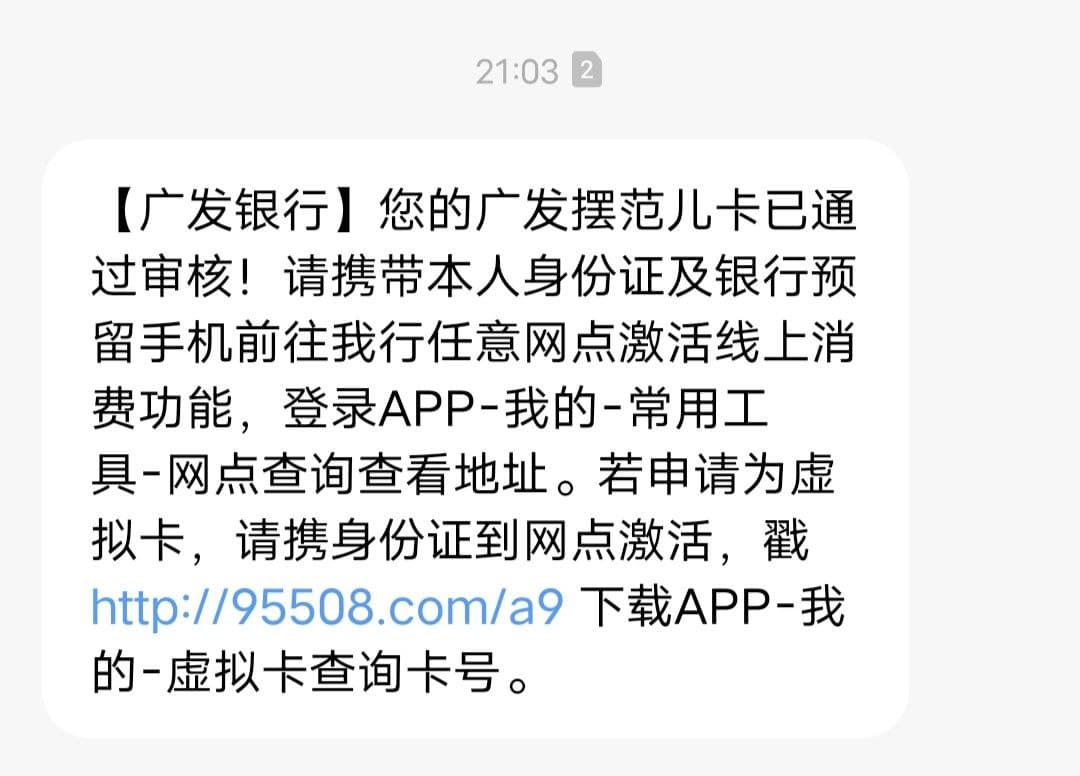 21:03 2
【广发银行】您的广发摆范儿卡已通
过审核！请携带本人身份证及银行预
留手机前往我行任意网点激活线上消
费功能，登录APP-我的-常用工
具-网点查询查看地址。若申请为虚
拟卡，请携身份证到网点激活，戳
http://95508.com/a9 下载APP-我
的-虚拟卡查询卡号。